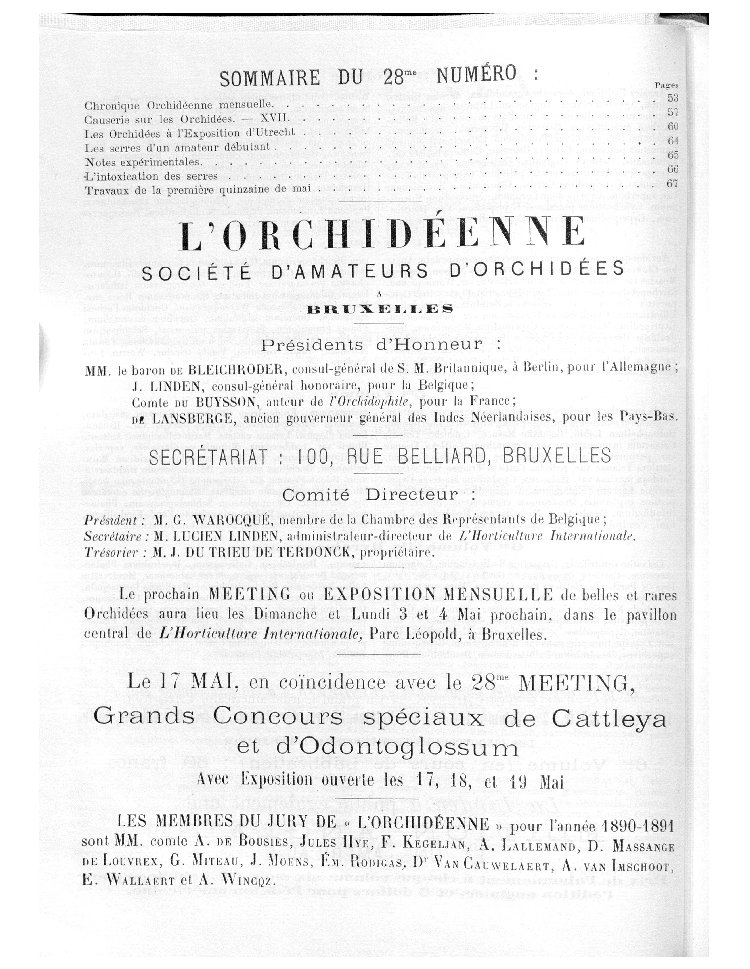 SOMMAIRE DU 28me NUMÉRO :
Pages
Chronique Orchidéenne mensuelle. . . . . . . . . . . . . . . . . . . . . . . . . . . . 53
Causerie sur les Orchidées. — XVII. . . . . . . . . . . . . . . . . . . . . . . . . . . 57
Les Orchidées à l'Exposition d'Utrecht . . . . . . . . . . . . . . . . . . . . . . . . . . 60
Les serres d'un amateur débutant . . . . . . . . . . . . . . . . . . . . . . . . . . . . 64
Notes expérimentales. . . . . . . . . . . . . . . . . . . . . . . . . . . . . . . . . 65
L'intoxication des serres . . . . . . . . . . . . . . . . . . . . . . . . . . . . . . . 66
Travaux de la première quinzaine de mai . . . . . . . . . . . . . . . . . . . . . . . . . 67
L'ORCHIDÉENNE
SOCIÉTÉ D'AMATEURS D'ORCHIDÉES
A
BRUXELLES
Présidents d'Honneur :
MM. le baron DE BLEICHRODER, consul-général de S. M. Britannique, à Berlin, pour l'Allemagne ;
J. LINDEN, consul-général honoraire, pour la Belgique ;
Comte DU BUYSSON, auteur de l'Orchidophile, pour la France ;
DE LANSBERGE, ancien gouverneur général des Indes Néerlandaises, pour les Pays-Bas.
SECRÉTARIAT : 100, RUE BELLIARD, BRUXELLES
Comité Directeur :
Président : M. G. WAROCQUÉ, membre de la Chambre des Représentants de Belgique ;
Secrétaire : M. LUCIEN LINDEN, administrateur-directeur de L'Horticulture Internationale.
Trésorier : M. J. DU TRIEU DE TERDONCK, propriétaire.
Le prochain MEETING ou EXPOSITION MENSUELLE de belles et rares
Orchidées aura lieu les Dimanche et Lundi 3 et 4 Mai prochain, dans le pavillon
central de L'Horticulture Internationale, Parc Léopold, à Bruxelles.
Le 17 MAI, en coïncidence avec le 28me MEETING,
Grands Concours spéciaux de Cattleya
et d'Odontoglossum
Avec Exposition ouverte les 17, 18, et 19 Mai
LES MEMBRES DU JURY DE « L'ORCHIDÉENNE » pour l'année 1890-1891
sont MM. comte A. DE BOUSIES, JULES HYE, F. KEGELJAN, A. LALLEMAND, D. MASSANGE
DE LOUVREX, G. MITEAU, J. MOENS, ÉM. RODIGAS, Dr VAN CAUWELAERT, A. VAN IMSCHOOT,
E. WALLAERT et A. WINCQZ.